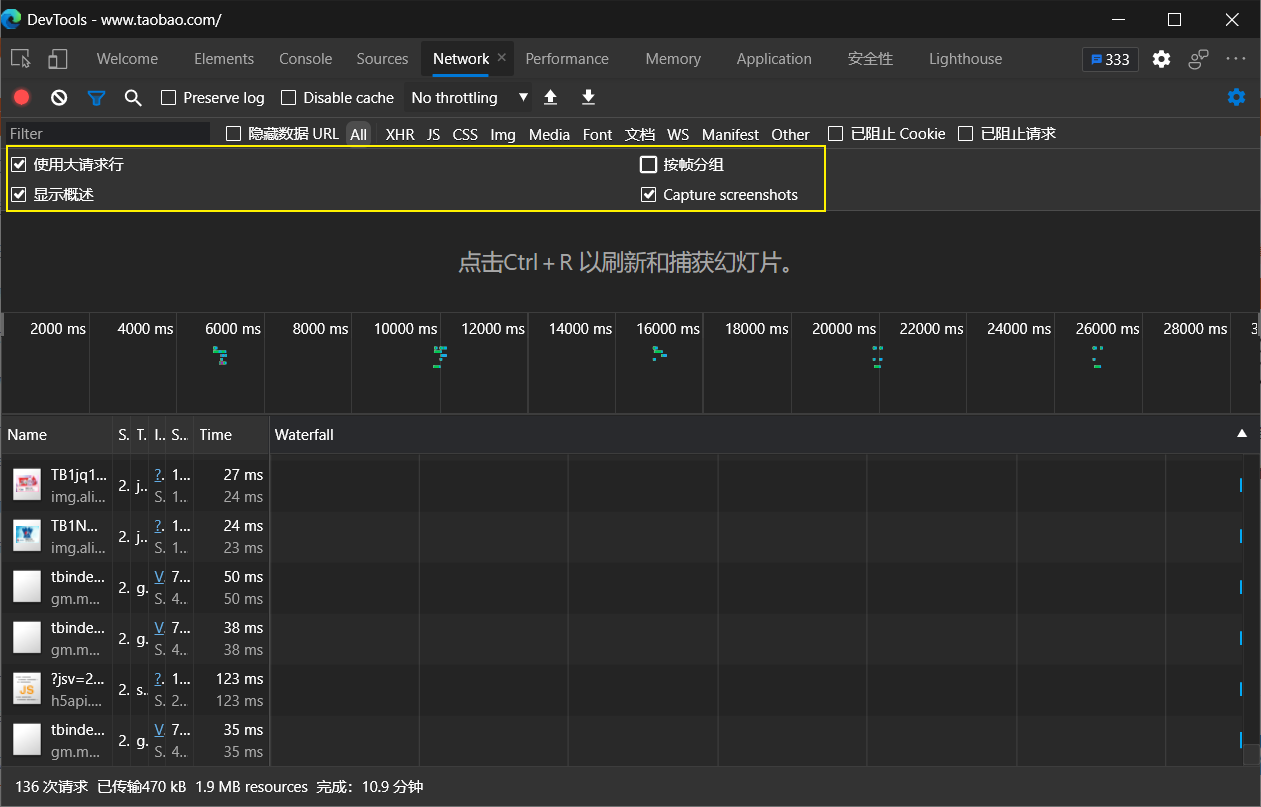 DevTools - www.taobao.com/
Welcome Elements Console Sources Network Performance Memory Application 安全性 Lighthouse 333
Preserve log Disable cache No throttling
Filter 隐藏数据 URL All XHR JS CSS Img Media Font 文档 WS Manifest Other 已阻止 Cookie 已阻止请求
使用大请求行 按帧分组
显示概述 Capture screenshots
点击Ctrl + R 以刷新和捕获幻灯片。
2000 ms 4000 ms 6000 ms 8000 ms 10000 ms 12000 ms 14000 ms 16000 ms 18000 ms 20000 ms 22000 ms 24000 ms 26000 ms 28000 ms 3
Name S. T. I.. S... Time Waterfall
TB1jq1... 2. j... ?. 1... 27 ms
img.ali... S. 1... 24 ms
TB1N... 2. j... ?. 1... 24 ms
img.ali... S. 1... 23 ms
tbinde... 2. g. V. 7... 50 ms
gm.m... S. 4... 50 ms
tbinde... 2. g. V. 7... 38 ms
gm.m... S. 4... 38 ms
?jsv=2... 2. s.. ?. 1... 123 ms
JS h5api.... S. 2... 123 ms
tbinde... 2. g. V. 7... 35 ms
gm.m... S. 4... 35 ms
136 次请求 已传输470 kB 1.9 MB resources 完成：10.9 分钟